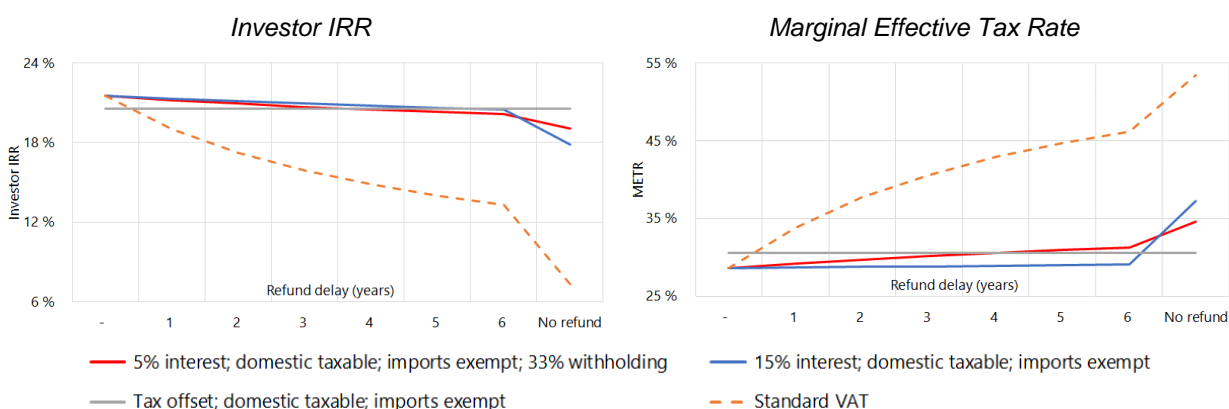 Investor IRR
Marginal Effective Tax Rate
24 %
18 %
12 %
6 %
Investor IRR
Refund delay (years)
- 1 2 3 4 5 6 No refund
55 %
45 %
35 %
25 %
METR
Refund delay (years)
- 1 2 3 4 5 6 No refund
5% interest; domestic taxable; imports exempt; 33% withholding
15% interest; domestic taxable; imports exempt
Tax offset; domestic taxable; imports exempt
Standard VAT